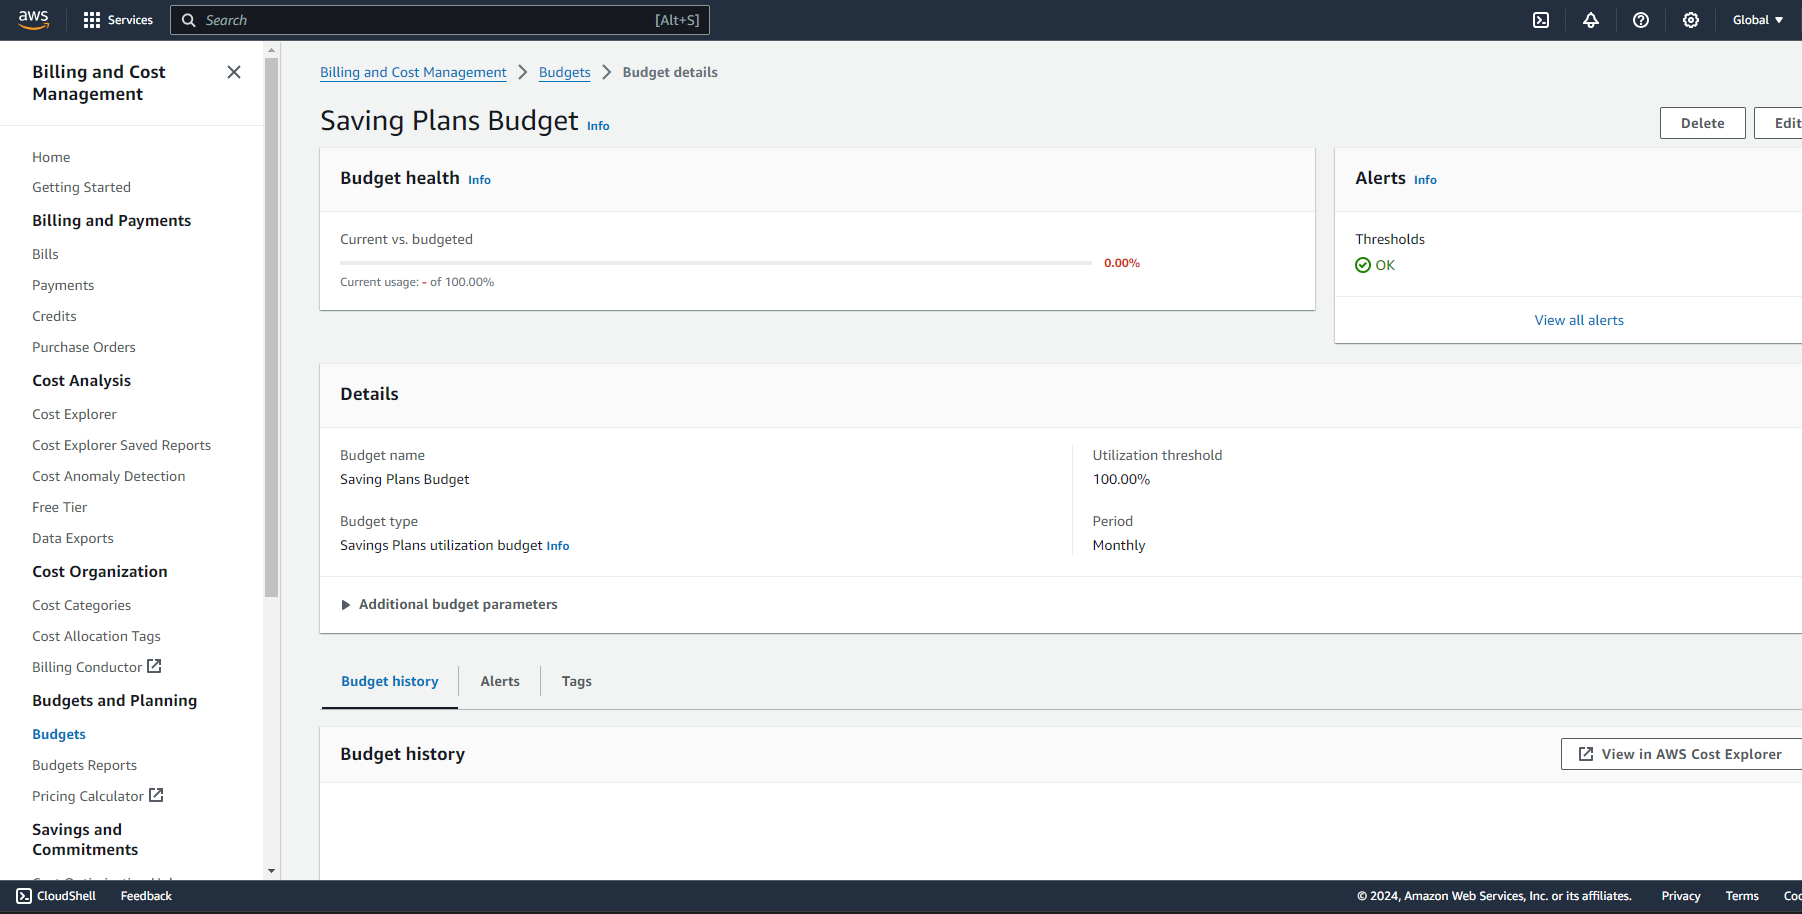 aws
Services
Search
[Alt+S]
Global
Billing and Cost
Management
Home
Getting Started
Billing and Payments
Bills
Payments
Credits
Purchase Orders
Cost Analysis
Cost Explorer
Cost Explorer Saved Reports
Cost Anomaly Detection
Free Tier
Data Exports
Cost Organization
Cost Categories
Cost Allocation Tags
Billing Conductor
Budgets and Planning
Budgets
Budgets Reports
Pricing Calculator
Savings and
Commitments
Billing and Cost Management > Budgets > Budget details
Saving Plans Budget Info
Delete
Edit
Budget health Info
Current vs. budgeted
0.00%
Current usage: - of 100.00%
Alerts Info
Thresholds
OK
View all alerts
Details
Budget name
Saving Plans Budget
Budget type
Savings Plans utilization budget Info
Utilization threshold
100.00%
Period
Monthly
Additional budget parameters
Budget history
Alerts
Tags
Budget history
View in AWS Cost Explorer
CloudShell
Feedback
© 2024, Amazon Web Services, Inc. or its affiliates.
Privacy
Terms